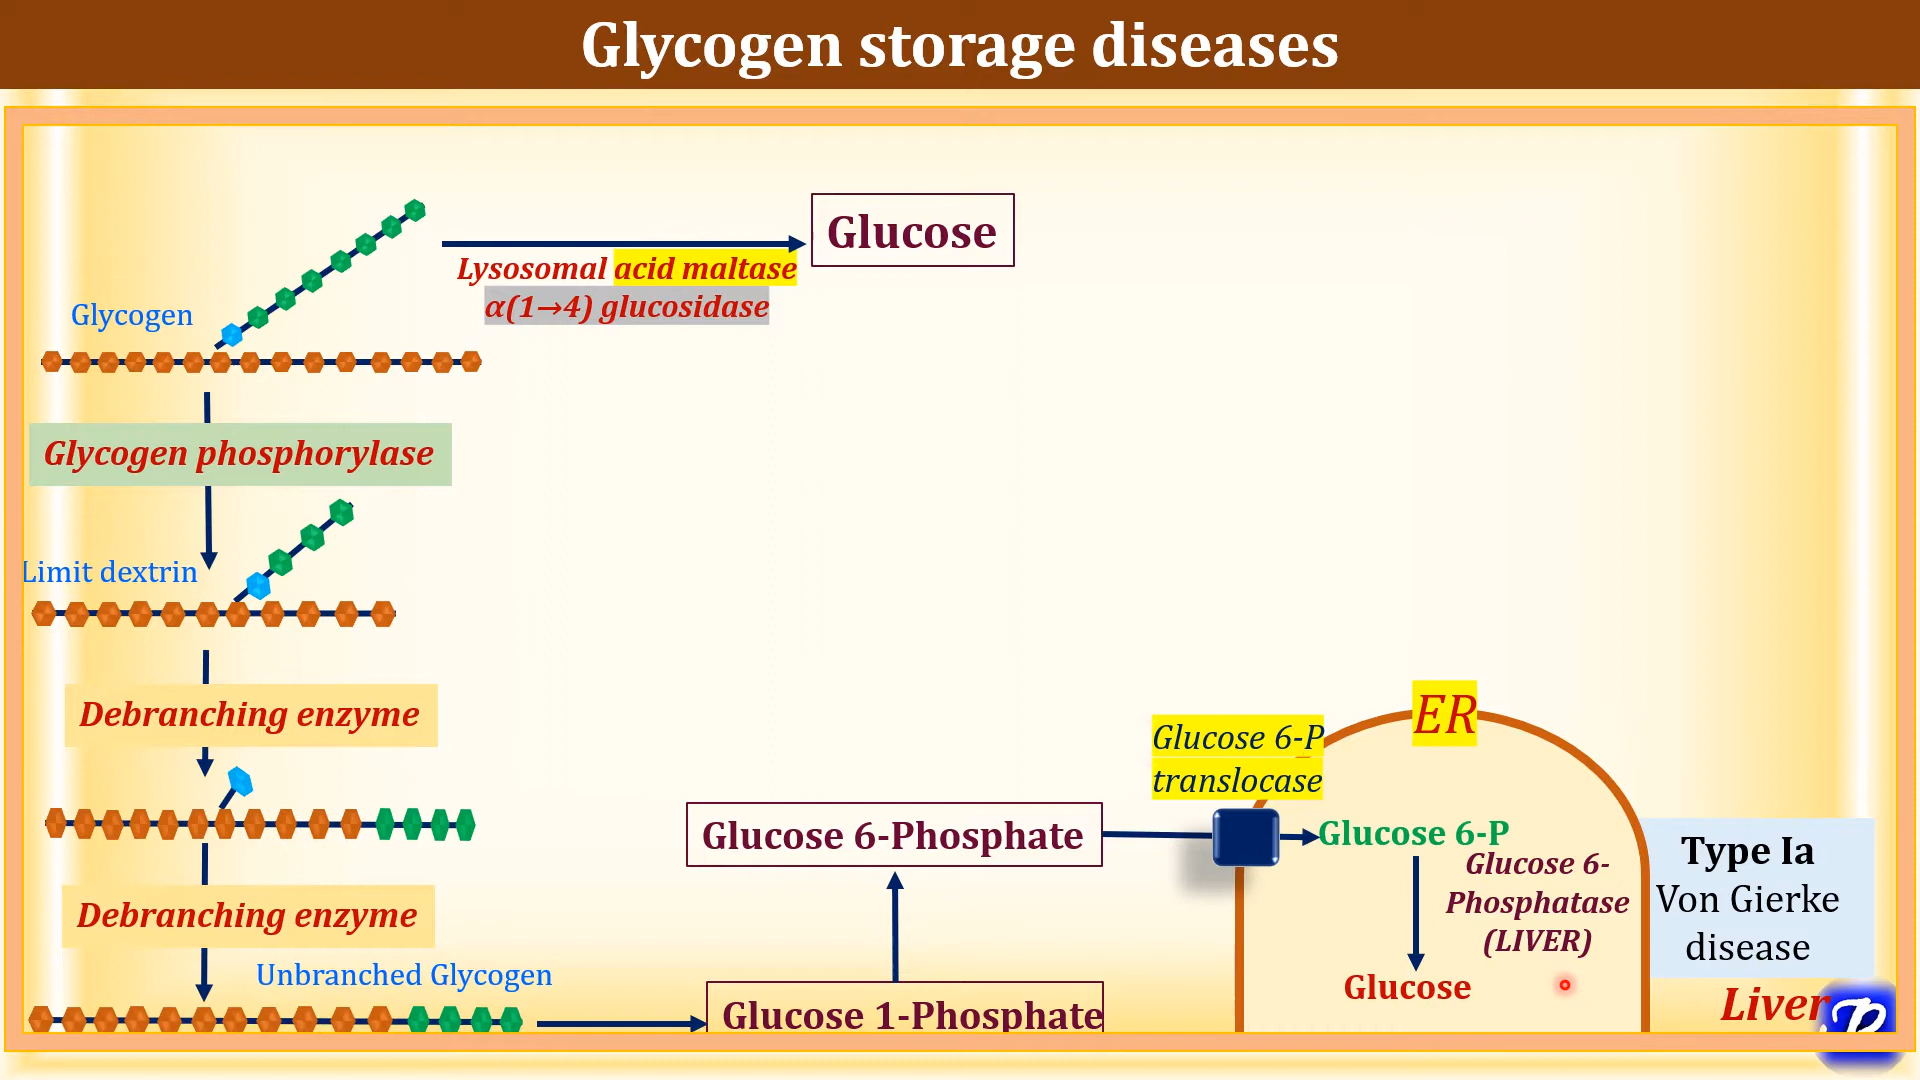 Glycogen storage diseases
Glucose
Lysosomal acid maltase
α(1→4) glucosidase
Glycogen
Glycogen phosphorylase
Limit dextrin
Debranching enzyme
ER
Glucose 6-P
translocase
Glucose 6-Phosphate
Glucose 6-P
Glucose 6-
Phosphatase
(LIVER)
Type Ia
Von Gierke
disease
Debranching enzyme
Unbranched Glycogen
Glucose
Liver
Glucose 1-Phosphate